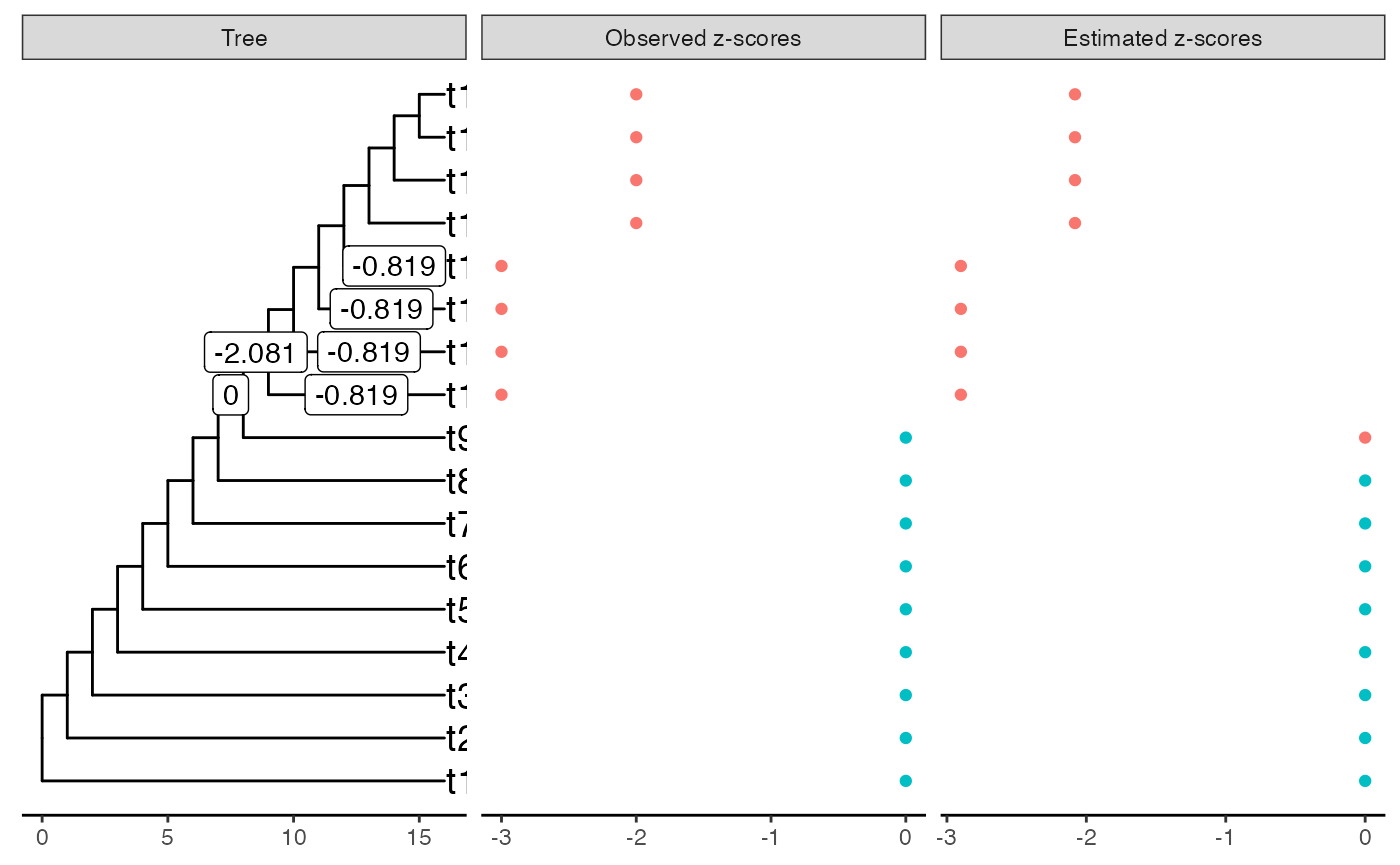 Tree Observed z-scores Estimated z-scores
t1
t1
t1
t1
-0.819 t1
-0.819 t1
-2.081 -0.819 t1
0 -0.819 t1
t9
t8
t7
t6
t5
t4
t3
t2
t1
0 5 10 15 -3 -2 -1 0 -3 -2 -1 0